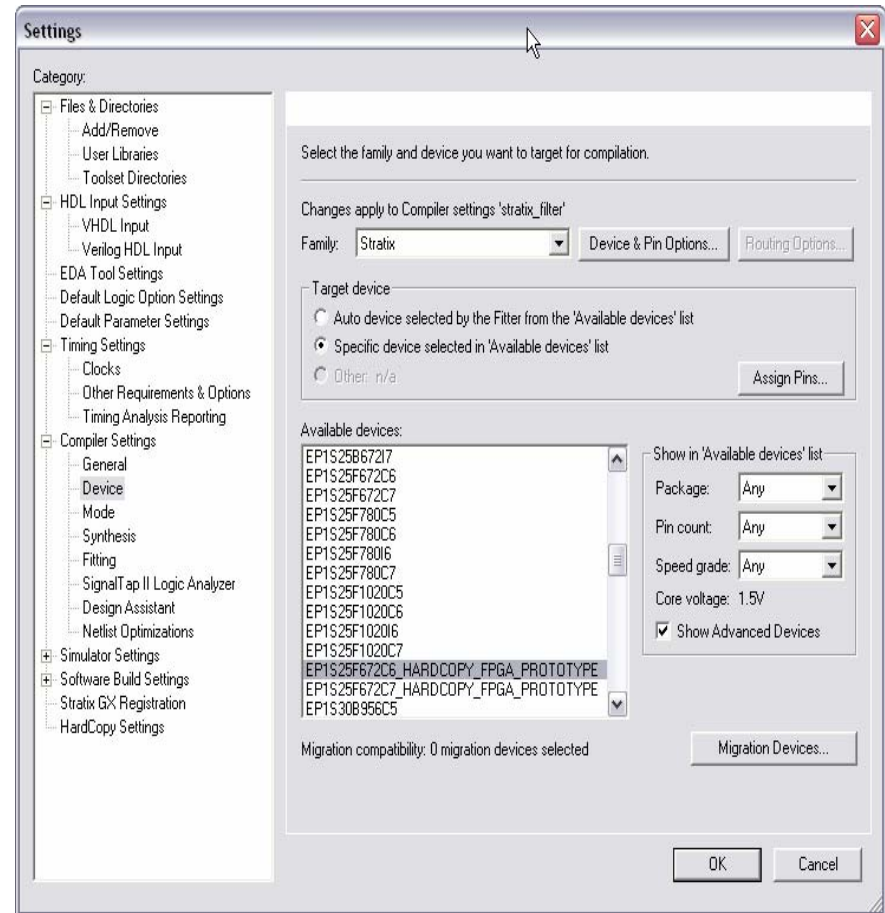 Settings
Category:
Files & Directories
Add/Remove
User Libraries
Toolset Directories
HDL Input Settings
VHDL Input
Verilog HDL Input
EDA Tool Settings
Default Logic Option Settings
Default Parameter Settings
Timing Settings
Clocks
Other Requirements & Options
Timing Analysis Reporting
Compiler Settings
General
Device
Mode
Synthesis
Fitting
SignalTap II Logic Analyzer
Design Assistant
Netlist Optimizations
Simulator Settings
Software Build Settings
Stratix GX Registration
HardCopy Settings
Select the family and device you want to target for compilation.
Changes apply to Compiler settings 'stratix_filter'
Family: Stratix Device & Pin Options... Routing Options...
Target device
Auto device selected by the Fitter from the 'Available devices' list
Specific device selected in 'Available devices' list
Other: n/a
Assign Pins...
Available devices:
EP1S25B672I7
EP1S25F672C6
EP1S25F672C7
EP1S25F780C5
EP1S25F780C6
EP1S25F780I6
EP1S25F780C7
EP1S25F1020C5
EP1S25F1020C6
EP1S25F1020I6
EP1S25F1020C7
EP1S25F672C6_HARDCOPY_FPGA_PROTOTYPE
EP1S25F672C7_HARDCOPY_FPGA_PROTOTYPE
EP1S30B956C5
Show in 'Available devices' list
Package: Any
Pin count: Any
Speed grade: Any
Core voltage: 1.5V
Show Advanced Devices
Migration compatibility: 0 migration devices selected
Migration Devices...
OK Cancel